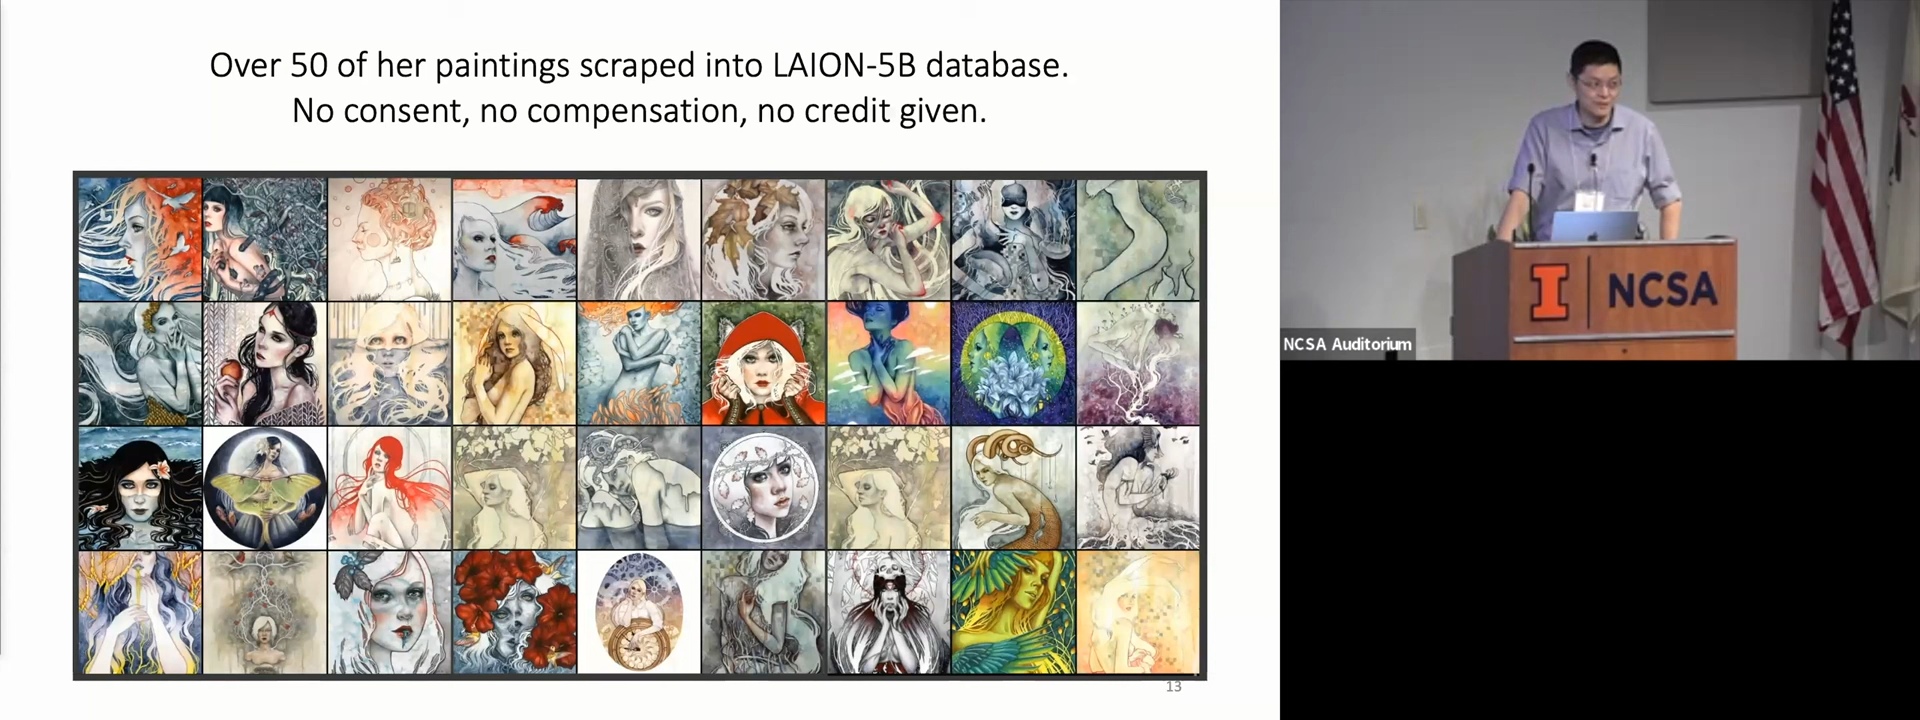 Over 50 of her paintings scraped into LAION-5B database.
No consent, no compensation, no credit given.
13
I NCSA
NCSA Auditorium